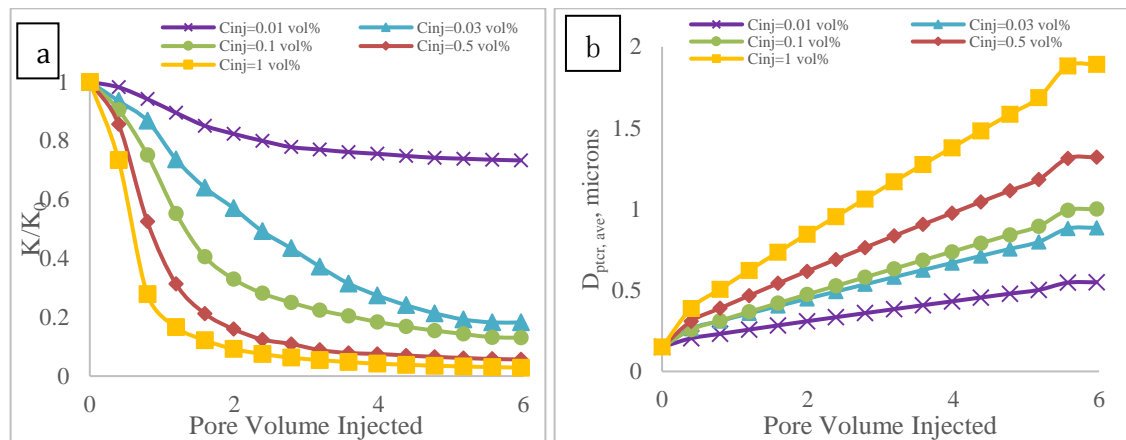 a
Cinj=0.01 vol% Cinj=0.03 vol%
Cinj=0.1 vol% Cinj=0.5 vol%
Cinj=1 vol%
1
0.8
0.6
0.4
0.2
0
K/K0
0 2 4 6
Pore Volume Injected
b
Cinj=0.01 vol% Cinj=0.03 vol%
Cinj=0.1 vol% Cinj=0.5 vol%
Cinj=1 vol%
2
1.5
1
0.5
0
Dptcr, ave, microns
0 2 4 6
Pore Volume Injected